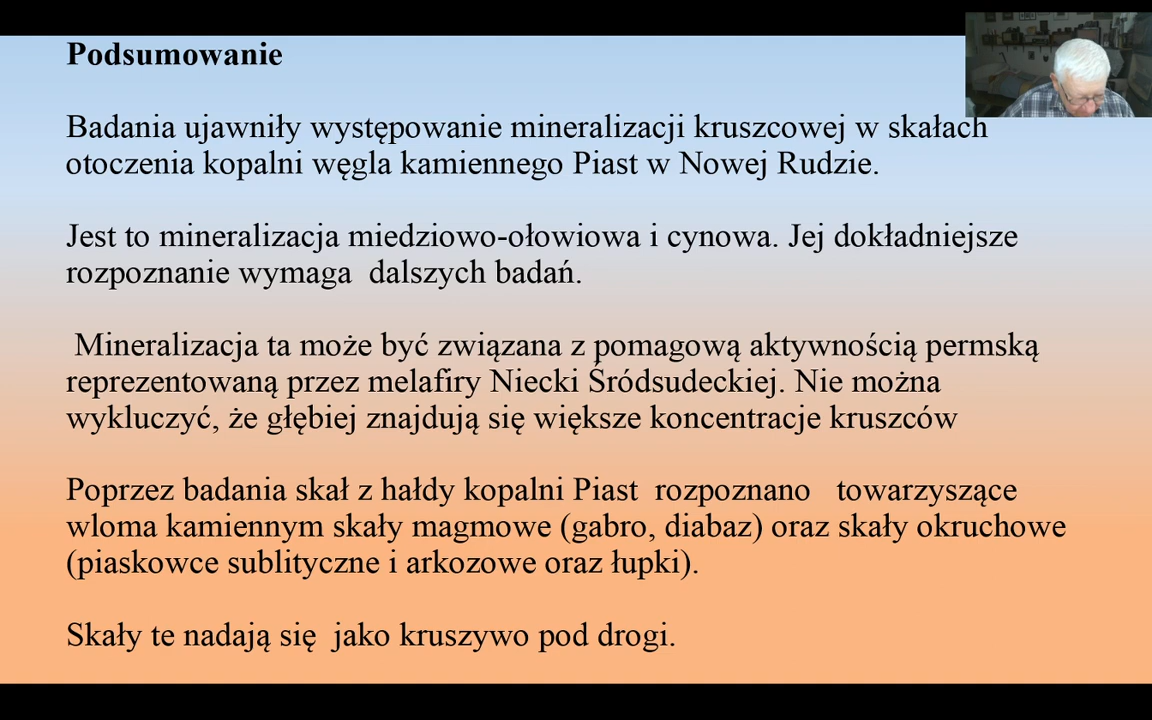 Podsumowanie
Badania ujawniły występowanie mineralizacji kruszcowej w skałach
otoczenia kopalni węgla kamiennego Piast w Nowej Rudzie.
Jest to mineralizacja miedziowo-ołowiowa i cynowa. Jej dokładniejsze
rozpoznanie wymaga  dalszych badań.
Mineralizacja ta może być związana z pomagową aktywnością permską
reprezentowaną przez melafiry Niecki Śródsudeckiej. Nie można
wykluczyć, że głębiej znajdują się większe koncentracje kruszców
Poprzez badania skał z hałdy kopalni Piast  rozpoznano   towarzyszące
wloma kamiennym skały magmowe (gabro, diabaz) oraz skały okruchowe
(piaskowce sublityczne i arkozowe oraz łupki).
Skały te nadają się  jako kruszywo pod drogi.